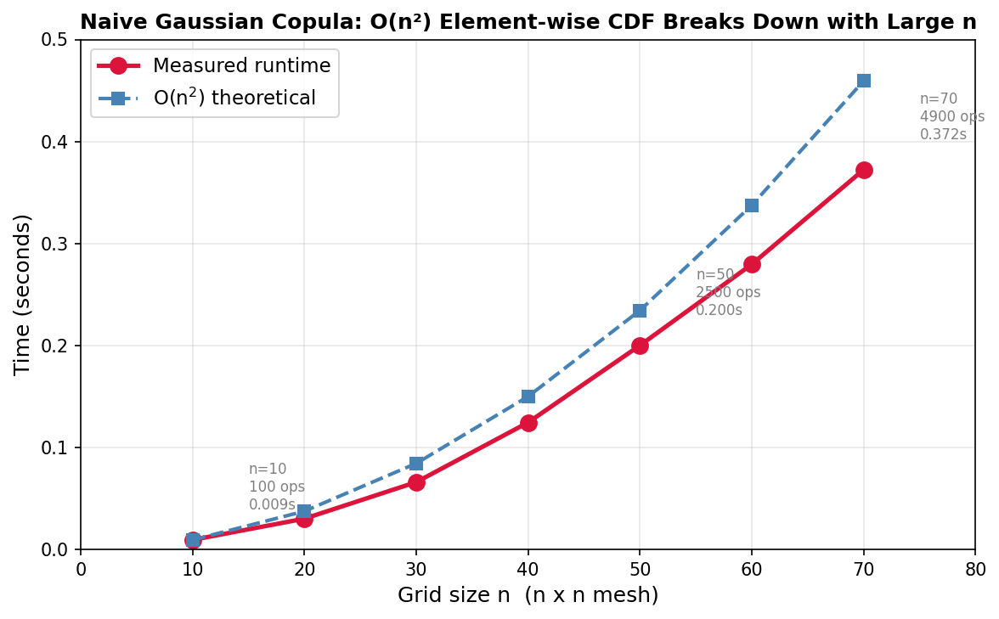 Naive Gaussian Copula: O(n²) Element-wise CDF Breaks Down with Large n
Measured runtime
O(n²) theoretical
Time (seconds)
0.5
0.4
0.3
0.2
0.1
0.0
n=70
4900 ops
0.372s
n=50
2500 ops
0.200s
n=10
100 ops
0.009s
0 10 20 30 40 50 60 70 80
Grid size n (n x n mesh)